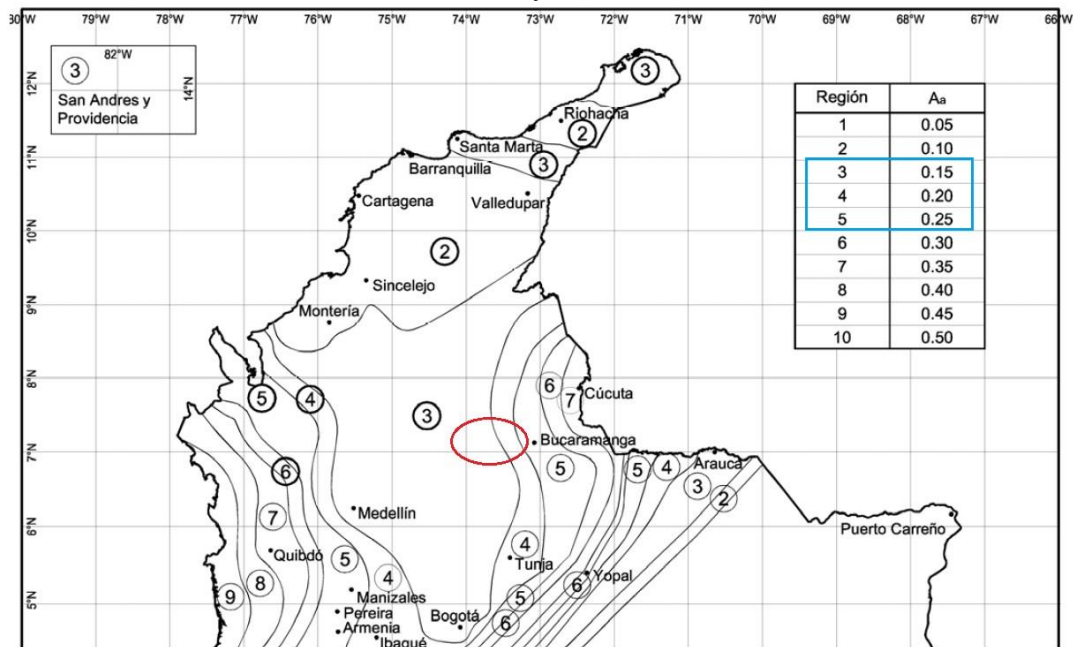 80°W 79°W 78°W 77°W 76°W 75°W 74°W 73°W 72°W 71°W 70°W 69°W 68°W 67°W 66°W
82°W
14°N
3
San Andres y
Providencia
12°N
11°N
10°N
9°N
8°N
7°N
6°N
5°N
3
Riohacha
2
Santa Marta
3
Barranquilla
Cartagena
Valledupar
2
Sincelejo
Montería
6
7
Cúcuta
5
4
3
Bucaramanga
5
5
4
Arauca
3
2
6
Medellín
7
Puerto Carreño
Quibdó
5
4
Tunja
4
Yopal
6
9
8
Manizales
5
Pereira
Bogotá
6
Armenia
Ibagué
Región Aa
1 0.05
2 0.10
3 0.15
4 0.20
5 0.25
6 0.30
7 0.35
8 0.40
9 0.45
10 0.50